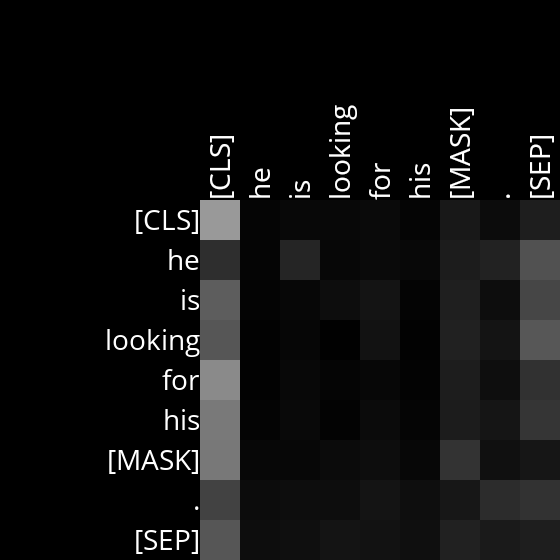 [CLS] he is looking for his [MASK] . [SEP]
[CLS]
he
is
looking
for
his
[MASK]
.
[SEP]